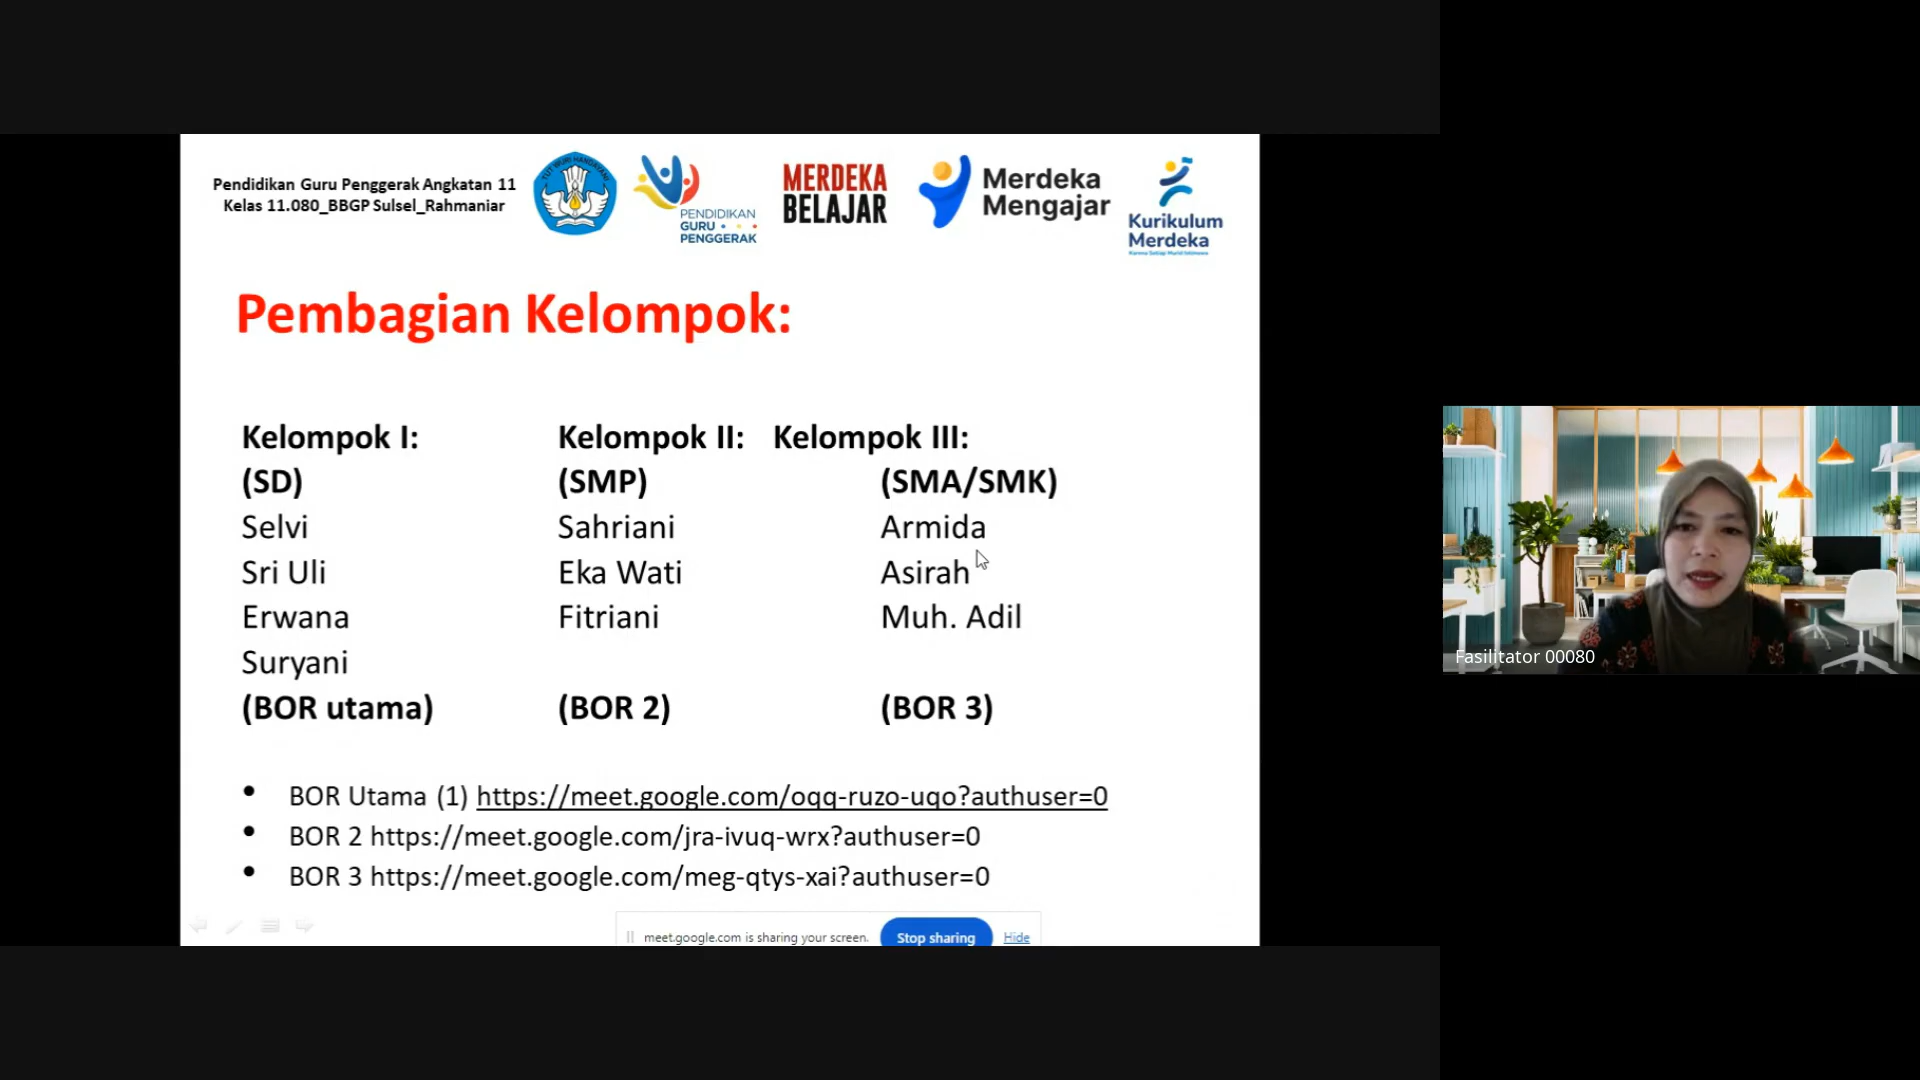 Pendidikan Guru Penggerak Angkatan 11
Kelas 11.080_BBGP Sulsel_Rahmaniar
TUT WURI HANDAYANI
PENDIDIKAN
GURU
PENGGERAK
MERDEKA
BELAJAR
Merdeka
Mengajar
Kurikulum
Merdeka
Pembagian Kelompok:
Kelompok I: Kelompok II: Kelompok III:
(SD) (SMP) (SMA/SMK)
Selvi Sahriani Armida
Sri Uli Eka Wati Asirah
Erwana Fitriani Muh. Adil
Suryani
(BOR utama) (BOR 2) (BOR 3)
• BOR Utama (1) https://meet.google.com/oqq-ruzo-uqo?authuser=0
• BOR 2 https://meet.google.com/jra-ivuq-wrx?authuser=0
• BOR 3 https://meet.google.com/meg-qtys-xai?authuser=0
meet.google.com is sharing your screen. Stop sharing Hide
Fasilitator 00080